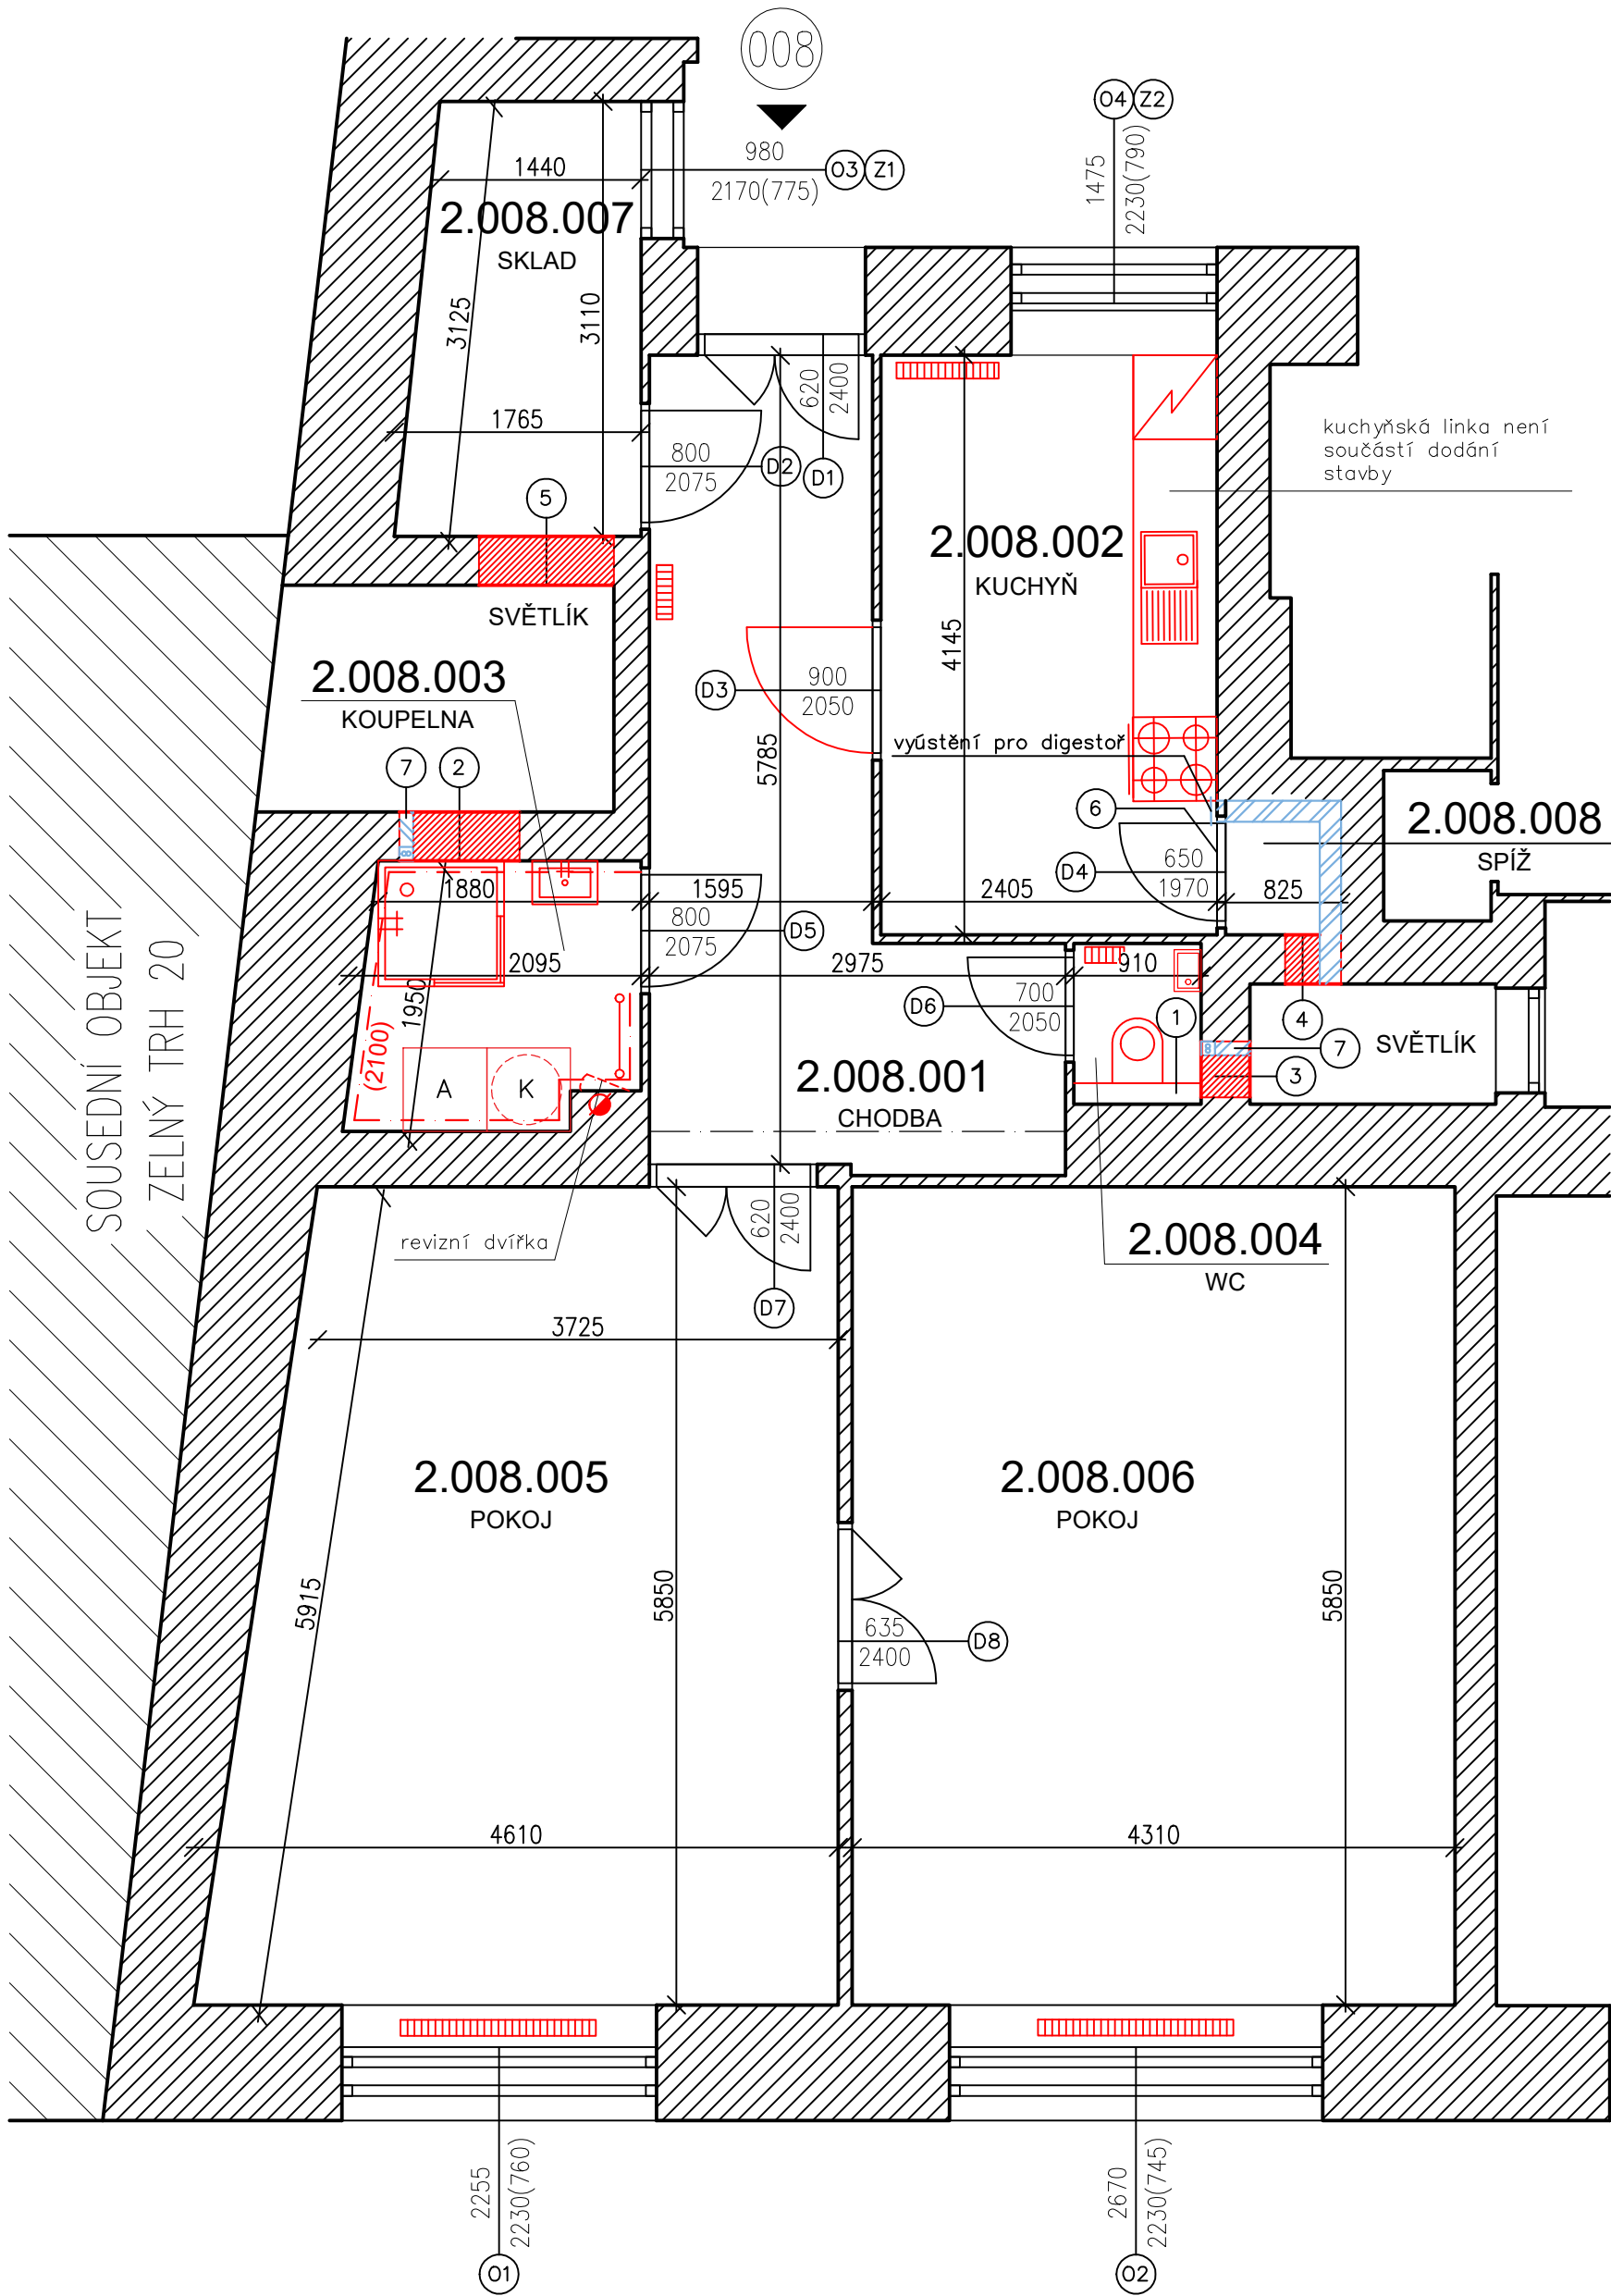 008
O4 Z2
1475
2230(790)
980
2170(775)
O3 Z1
1440
2.008.007
SKLAD
3125
3110
620
2400
1765
800
2075
D2
D1
5
kuchyňská linka není
součástí dodání
stavby
2.008.002
KUCHYŇ
SVĚTLÍK
4145
2.008.003
KOUPELNA
D3
900
2050
5785
vyústění pro digestoř
7
2
6
2.008.008
SPÍŽ
8
D4
650
1970
1880
1595
2405
825
800
2075
D5
2095
2975
910
1950
(2100)
D6
700
2050
1
4
SVĚTLÍK
8
7
3
A
K
2.008.001
CHODBA
SOUSEDNÍ OBJEKT
ZELNÝ TRH 20
revizní dvířka
620
2400
2.008.004
WC
D7
3725
2.008.005
POKOJ
2.008.006
POKOJ
5915
5850
5850
635
2400
D8
4610
4310
2255
2230(760)
O1
2670
2230(745)
O2